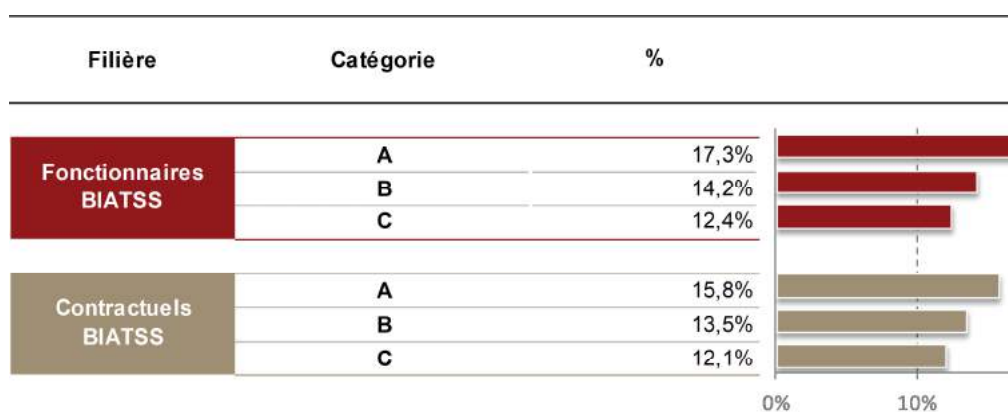 Filière Catégorie %
Fonctionnaires BIATSS
A 17,3%
B 14,2%
C 12,4%
Contractuels BIATSS
A 15,8%
B 13,5%
C 12,1%
0% 10%